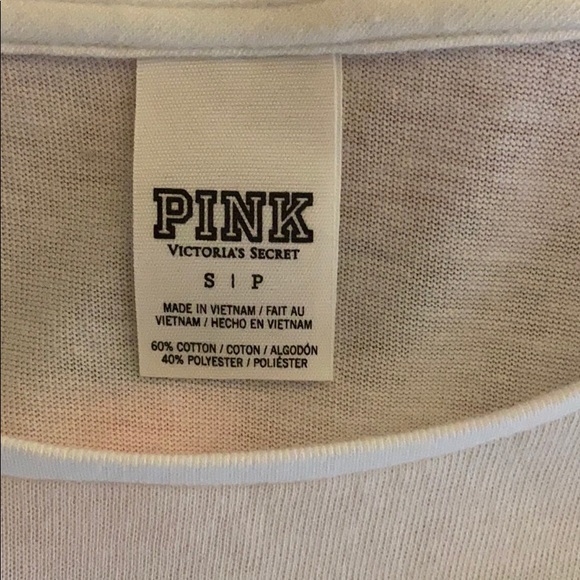 PINK
VICTORIA'S SECRET
S | P
MADE IN VIETNAM / FAIT AU
VIETNAM / HECHO EN VIETNAM
60% COTTON / COTON / ALGODÓN
40% POLYESTER / POLIÉSTER